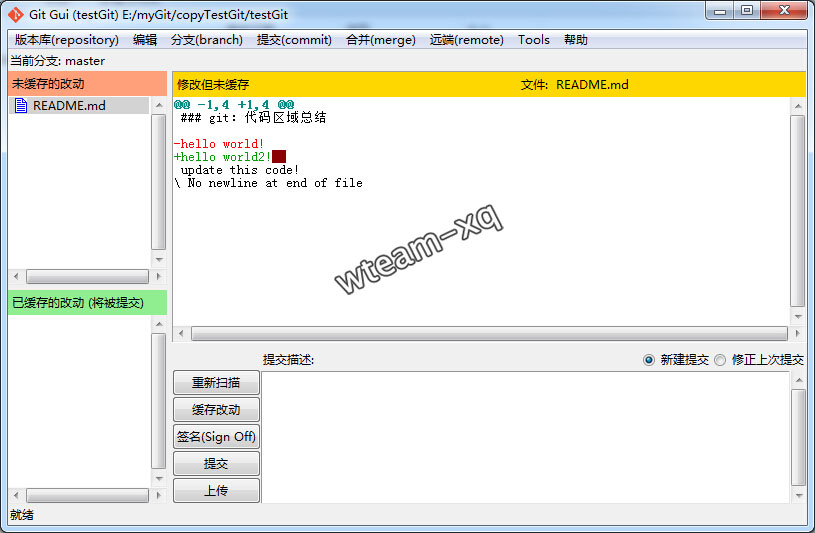 Git Gui (testGit) E:/myGit/copyTestGit/testGit
版本库(repository) 编辑 分支(branch) 提交(commit) 合并(merge) 远端(remote) Tools 帮助
当前分支: master
未缓存的改动
README.md
修改但未缓存 文件: README.md
@@ -1,4 +1,4 @@
### git: 代码区域总结
-hello world!
+hello world2!
update this code!
\ No newline at end of file
wteam-xq
已缓存的改动 (将被提交)
提交描述: 新建提交 修正上次提交
重新扫描
缓存改动
签名(Sign Off)
提交
上传
就绪